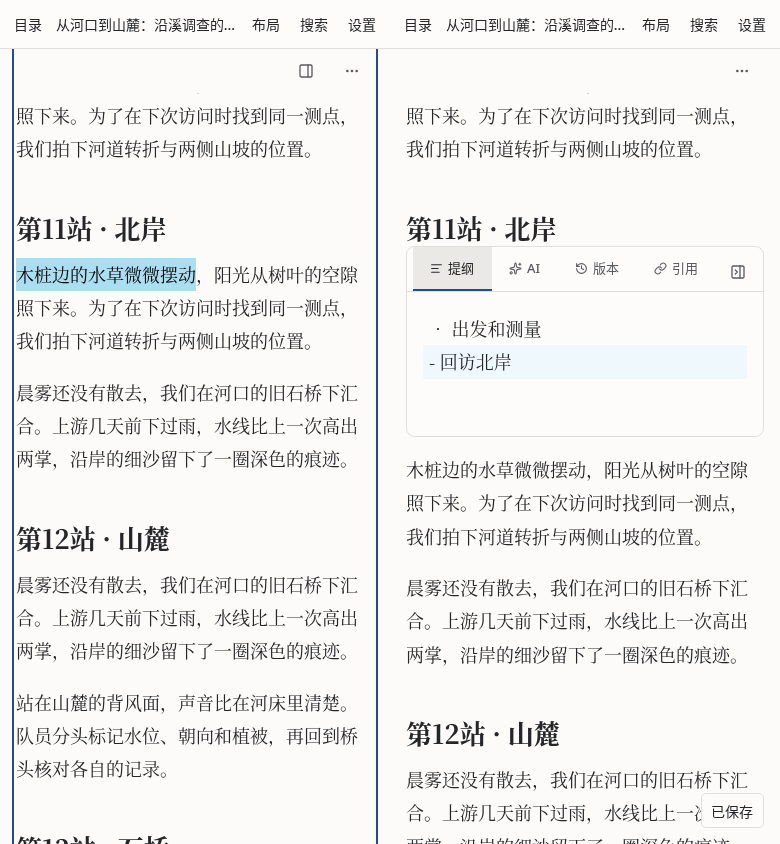 目录 从河口到山麓：沿溪调查的... 布局 搜索 设置
照下来。为了在下次访问时找到同一测点，
我们拍下河道转折与两侧山坡的位置。
第11站 · 北岸
木桩边的水草微微摆动，阳光从树叶的空隙
照下来。为了在下次访问时找到同一测点，
我们拍下河道转折与两侧山坡的位置。
晨雾还没有散去，我们在河口的旧石桥下汇
合。上游几天前下过雨，水线比上一次高出
两掌，沿岸的细沙留下了一圈深色的痕迹。
第12站 · 山麓
晨雾还没有散去，我们在河口的旧石桥下汇
合。上游几天前下过雨，水线比上一次高出
两掌，沿岸的细沙留下了一圈深色的痕迹。
站在山麓的背风面，声音比在河床里清楚。
队员分头标记水位、朝向和植被，再回到桥
头核对各自的记录。
目录 从河口到山麓：沿溪调查的... 布局 搜索 设置
照下来。为了在下次访问时找到同一测点，
我们拍下河道转折与两侧山坡的位置。
第11站 · 北岸
提纲 AI 版本 引用
· 出发和测量
- 回访北岸
木桩边的水草微微摆动，阳光从树叶的空隙
照下来。为了在下次访问时找到同一测点，
我们拍下河道转折与两侧山坡的位置。
晨雾还没有散去，我们在河口的旧石桥下汇
合。上游几天前下过雨，水线比上一次高出
两掌，沿岸的细沙留下了一圈深色的痕迹。
第12站 · 山麓
晨雾还没有散去，我们在河口的旧石桥下汇
合。上游几天前下过雨，水线比上
已保存